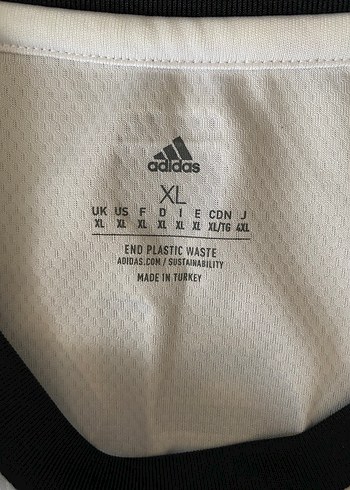 adidas
XL
UK US F D I E CDN J
XL XL XL XL XL XL XL/TG 4XL
END PLASTIC WASTE
ADIDAS.COM / SUSTAINABILITY
MADE IN TURKEY